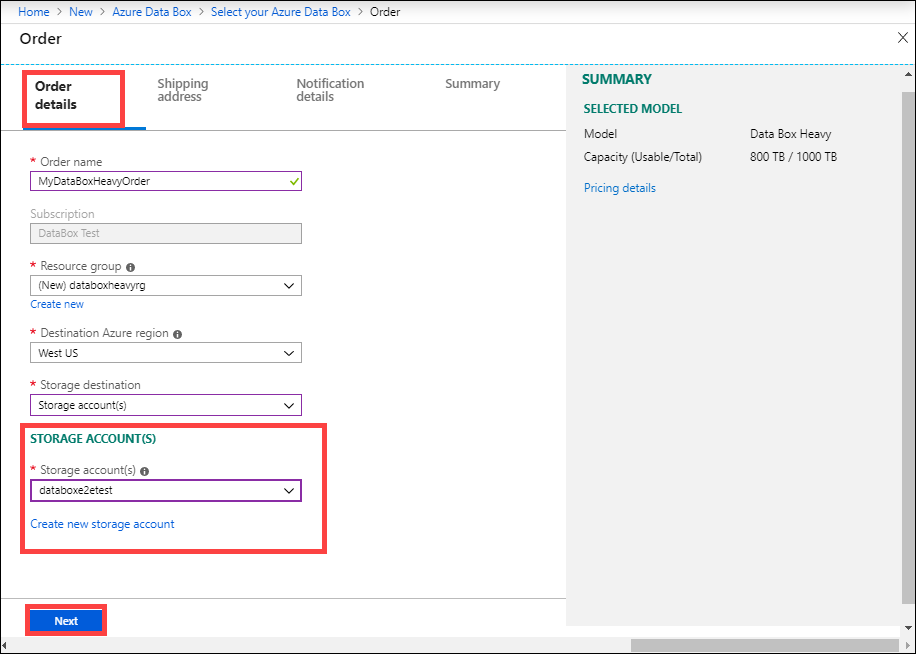 Home > New > Azure Data Box > Select your Azure Data Box > Order
Order
Order details
Shipping address
Notification details
Summary
* Order name
MyDataBoxHeavyOrder
Subscription
DataBox Test
* Resource group
(New) databoxheavyrg
Create new
* Destination Azure region
West US
* Storage destination
Storage account(s)
STORAGE ACCOUNT(S)
* Storage account(s)
databoxe2etest
Create new storage account
Next
SUMMARY
SELECTED MODEL
Model Data Box Heavy
Capacity (Usable/Total) 800 TB / 1000 TB
Pricing details